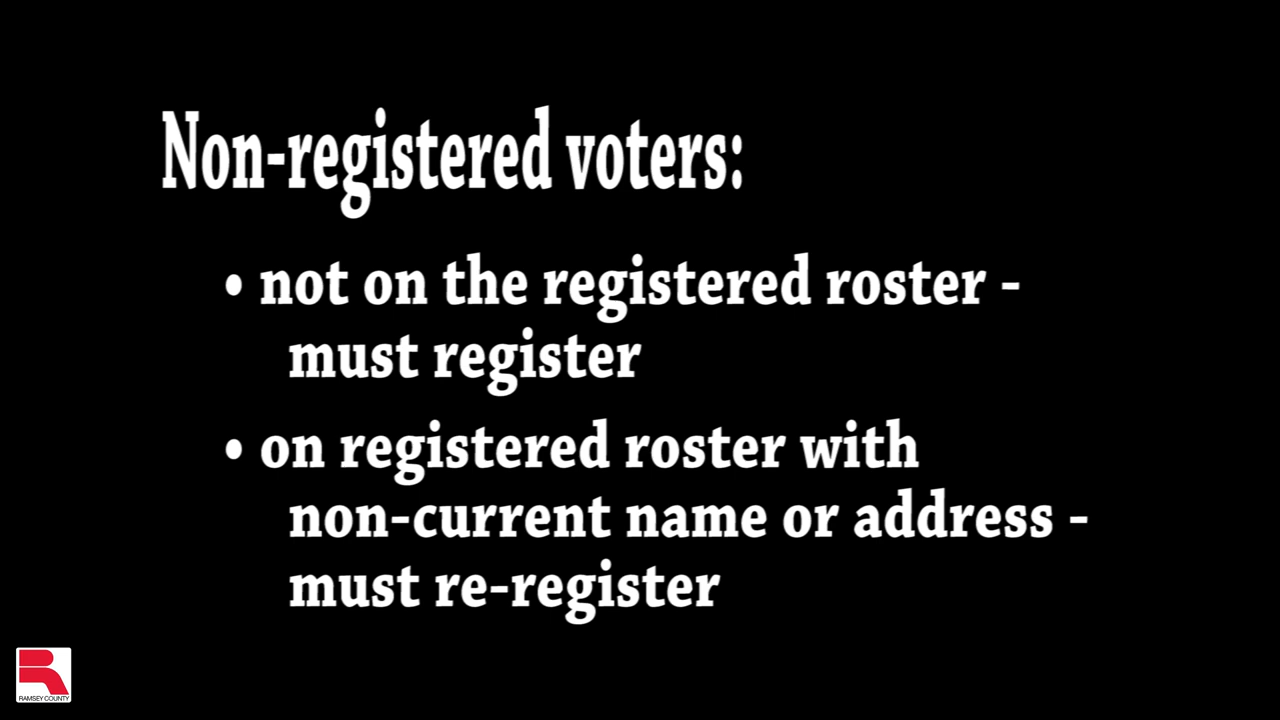 Non-registered voters:
• not on the registered roster -
must register
• on registered roster with
non-current name or address -
must re-register
RAMSEY COUNTY